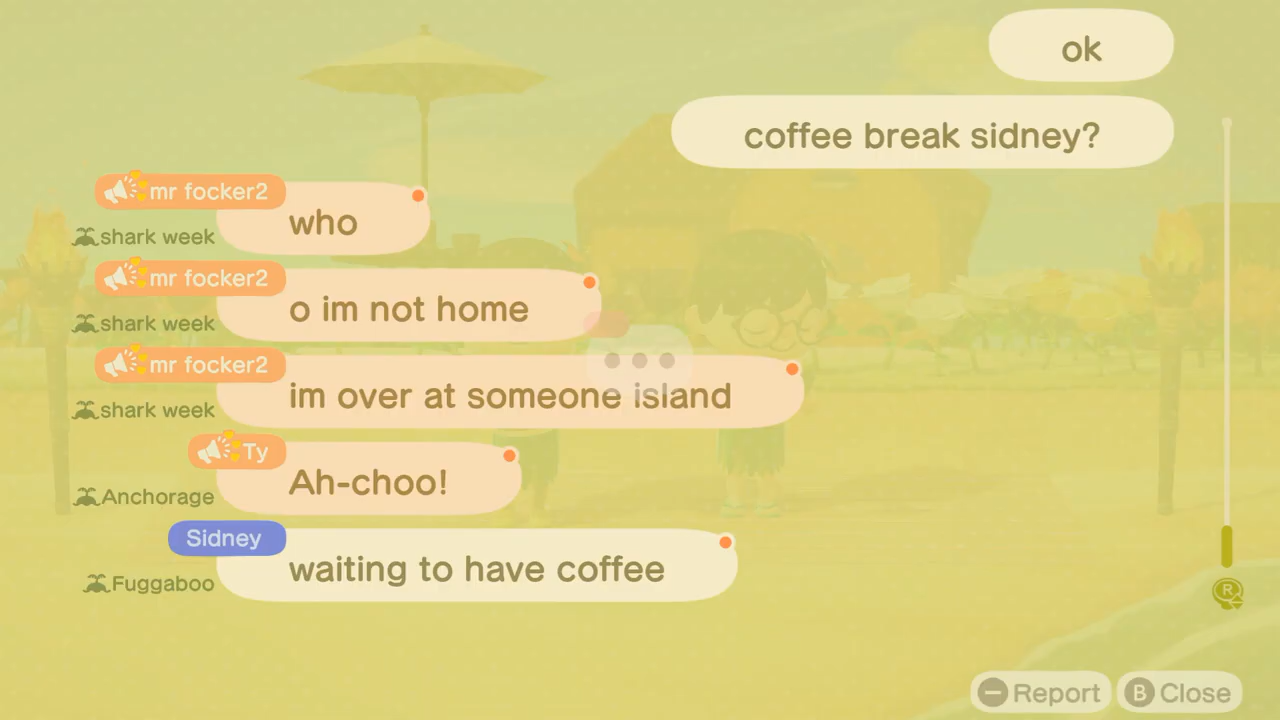 ok
coffee break sidney?
mr focker2
who
shark week
mr focker2
o im not home
shark week
mr focker2
im over at someone island
shark week
Ty
Ah-choo!
Anchorage
Sidney
waiting to have coffee
Fuggaboo
R
Report
B Close